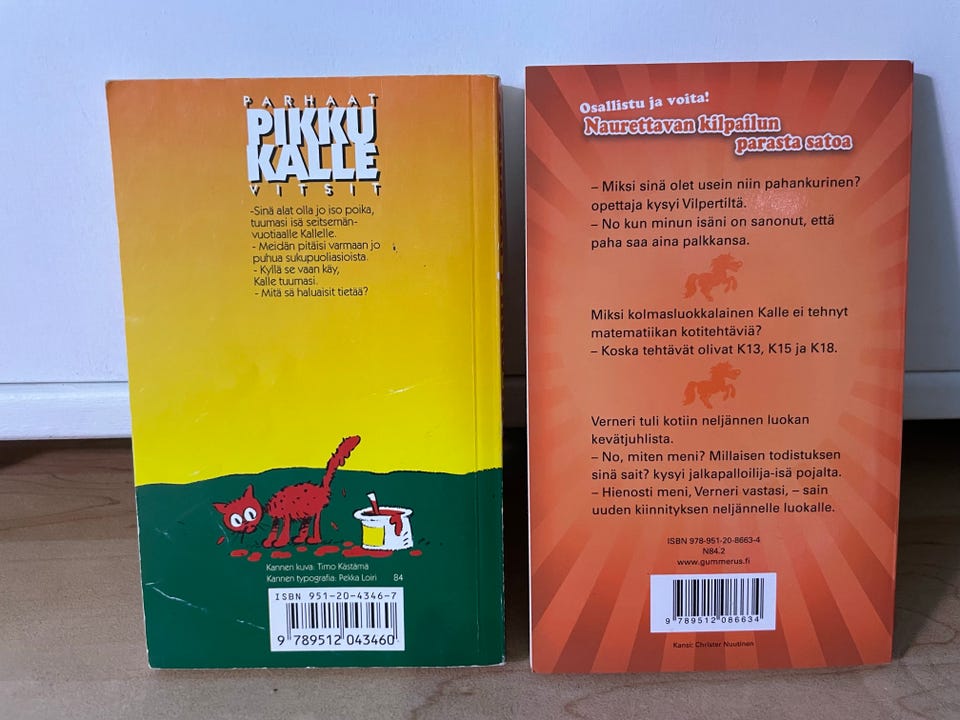 PARHAAT
PIKKU
KALLE
VITSIT
-Sinä alat olla jo iso poika,
tuumasi isä seitsemän-
vuotiaalle Kallelle.
- Meidän pitäisi varmaan jo
puhua sukupuoliasioista.
- Kyllä se vaan käy,
Kalle tuumasi.
- Mitä sä haluaisit tietää?
Kannen kuva: Timo Kästämä
Kannen typografia: Pekka Loiri 84
ISBN 951-20-4346-7
9 789512 043460
Osallistu ja voita!
Naurettavan kilpailun
parasta satoa
– Miksi sinä olet usein niin pahankurinen?
opettaja kysyi Vilpertiltä.
– No kun minun isäni on sanonut, että
paha saa aina palkkansa.
Miksi kolmasluokkalainen Kalle ei tehnyt
matematiikan kotitehtäviä?
– Koska tehtävät olivat K13, K15 ja K18.
Verneri tuli kotiin neljännen luokan
kevätjuhlista.
– No, miten meni? Millaisen todistuksen
sinä sait? kysyi jalkapalloilija-isä pojalta.
– Hienosti meni, Verneri vastasi, – sain
uuden kiinnityksen neljännelle luokalle.
ISBN 978-951-20-8663-4
N84.2
www.gummerus.fi
9 789512 086634
Kansi: Christer Nuutinen